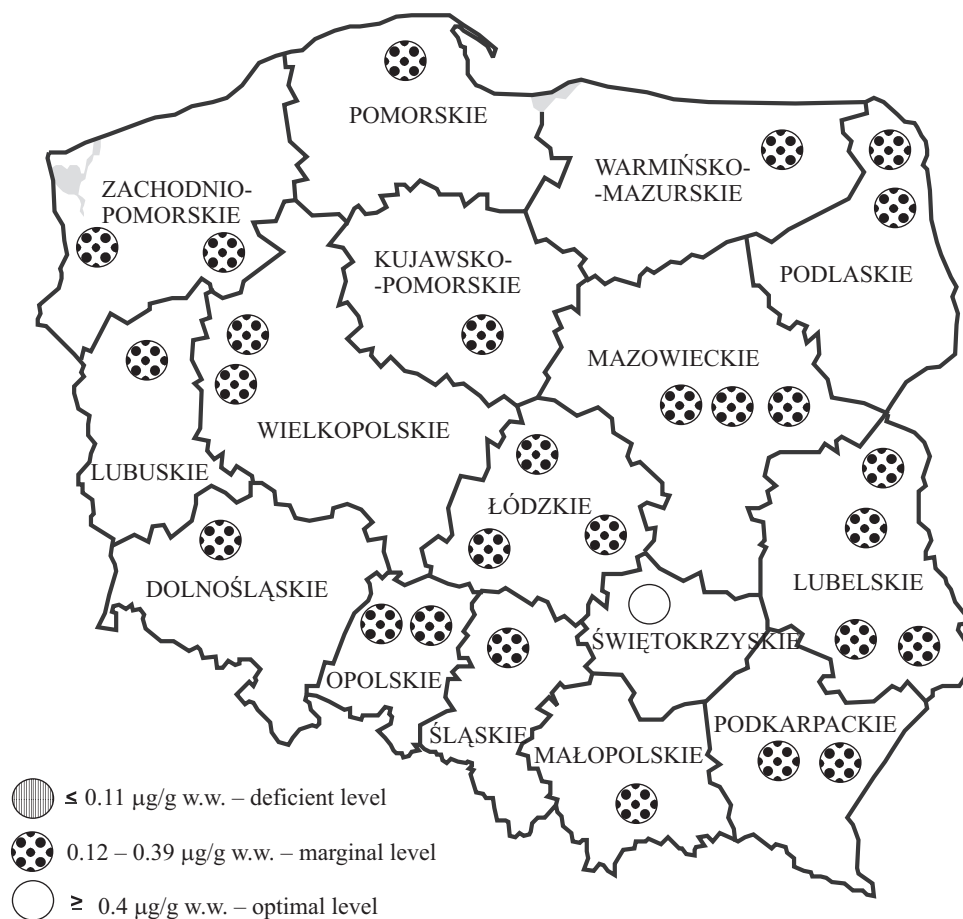 POMORSKIE
WARMIŃSKO-
-MAZURSKIE
ZACHODNIO-
POMORSKIE
KUJAWSKO-
-POMORSKIE
PODLASKIE
MAZOWIECKIE
WIELKOPOLSKIE
LUBUSKIE
ŁÓDZKIE
DOLNOŚLĄSKIE
LUBELSKIE
ŚWIĘTOKRZYSKIE
OPOLSKIE
ŚLĄSKIE
PODKARPACKIE
MAŁOPOLSKIE
≤ 0.11 µg/g w.w. – deficient level
0.12 – 0.39 µg/g w.w. – marginal level
≥ 0.4 µg/g w.w. – optimal level